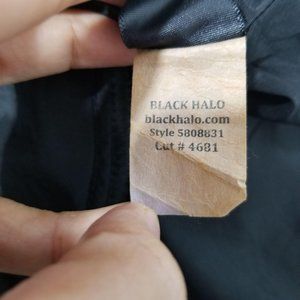 BLACK HALO
blackhalo.com
Style 5808831
Cut # 4681